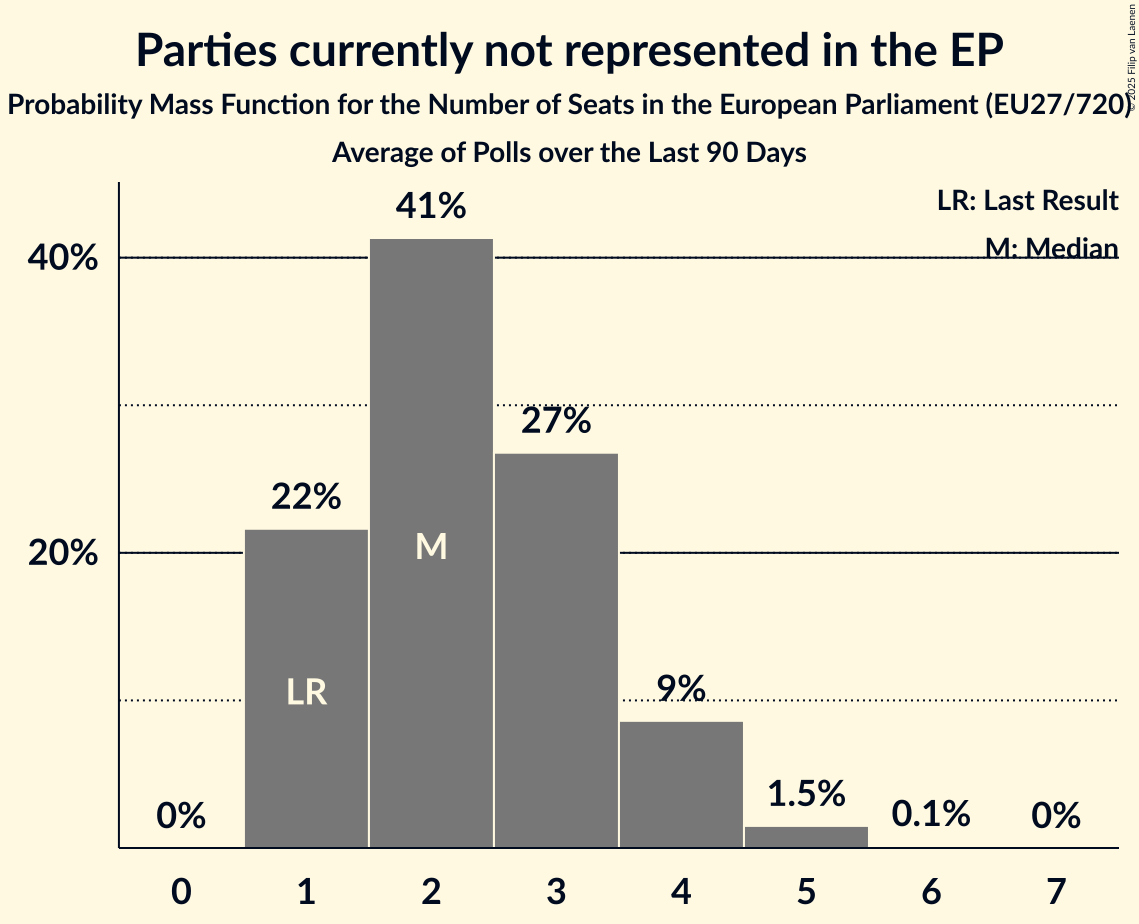 Parties currently not represented in the EP
Probability Mass Function for the Number of Seats in the European Parliament (EU27/720)
Average of Polls over the Last 90 Days
© 2025 Filip van Laenen
LR: Last Result
M: Median
40%
20%
0%
22%
41%
27%
9%
1.5%
0.1%
0%
LR
M
0 1 2 3 4 5 6 7